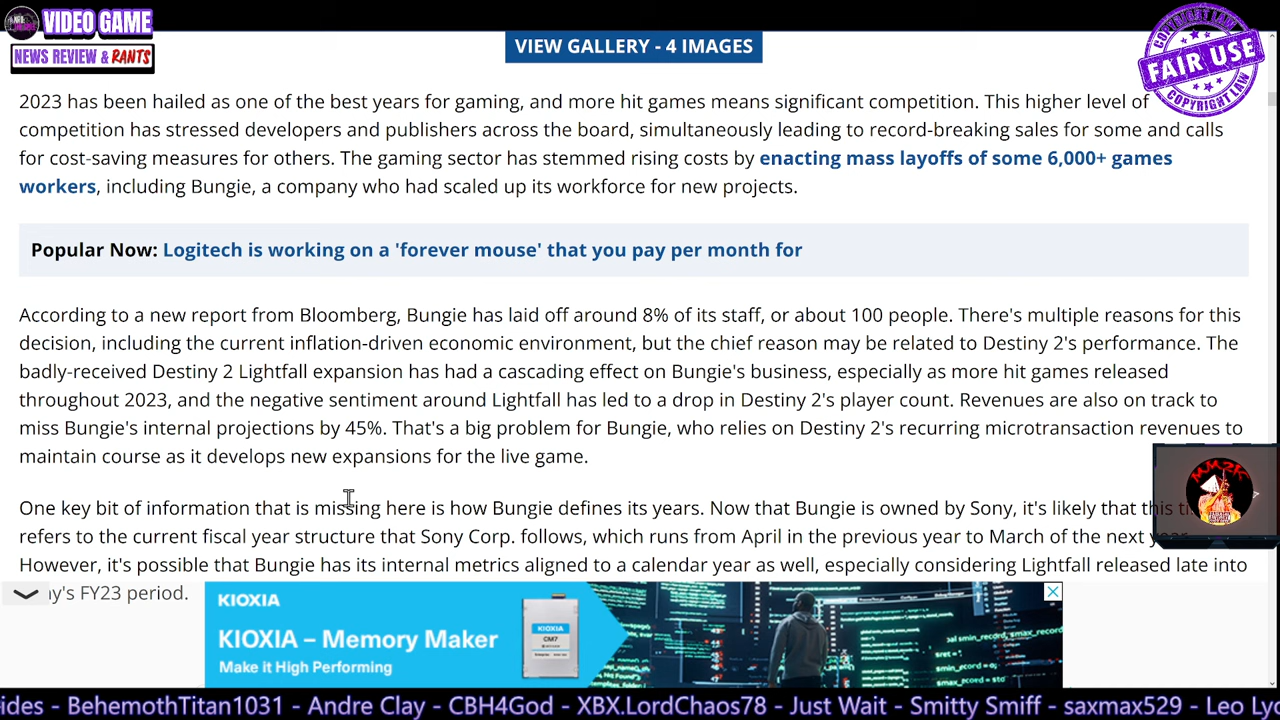 VIDEO GAME
NEWS REVIEW & RANTS
VIEW GALLERY - 4 IMAGES
COPYRIGHT LAW
FAIR USE
COPYRIGHT
2023 has been hailed as one of the best years for gaming, and more hit games means significant competition. This higher level of
competition has stressed developers and publishers across the board, simultaneously leading to record-breaking sales for some and calls
for cost-saving measures for others. The gaming sector has stemmed rising costs by enacting mass layoffs of some 6,000+ games
workers, including Bungie, a company who had scaled up its workforce for new projects.
Popular Now: Logitech is working on a 'forever mouse' that you pay per month for
According to a new report from Bloomberg, Bungie has laid off around 8% of its staff, or about 100 people. There's multiple reasons for this
decision, including the current inflation-driven economic environment, but the chief reason may be related to Destiny 2's performance. The
badly-received Destiny 2 Lightfall expansion has had a cascading effect on Bungie's business, especially as more hit games released
throughout 2023, and the negative sentiment around Lightfall has led to a drop in Destiny 2's player count. Revenues are also on track to
miss Bungie's internal projections by 45%. That's a big problem for Bungie, who relies on Destiny 2's recurring microtransaction revenues to
maintain course as it develops new expansions for the live game.
One key bit of information that is missing here is how Bungie defines its years. Now that Bungie is owned by Sony, it's likely that this
refers to the current fiscal year structure that Sony Corp. follows, which runs from April in the previous year to March of the next year.
However, it's possible that Bungie has its internal metrics aligned to a calendar year as well, especially considering Lightfall released late into
y's FY23 period.
MM2K
KIOXIA
KIOXIA – Memory Maker
Make it High Performing
KIOXIA
CM7
ides - BehemothTitan1031 - Andre Clay - CBH4God - XBX.LordChaos78 - Just Wait - Smitty Smiff - saxmax529 - Leo Lyo